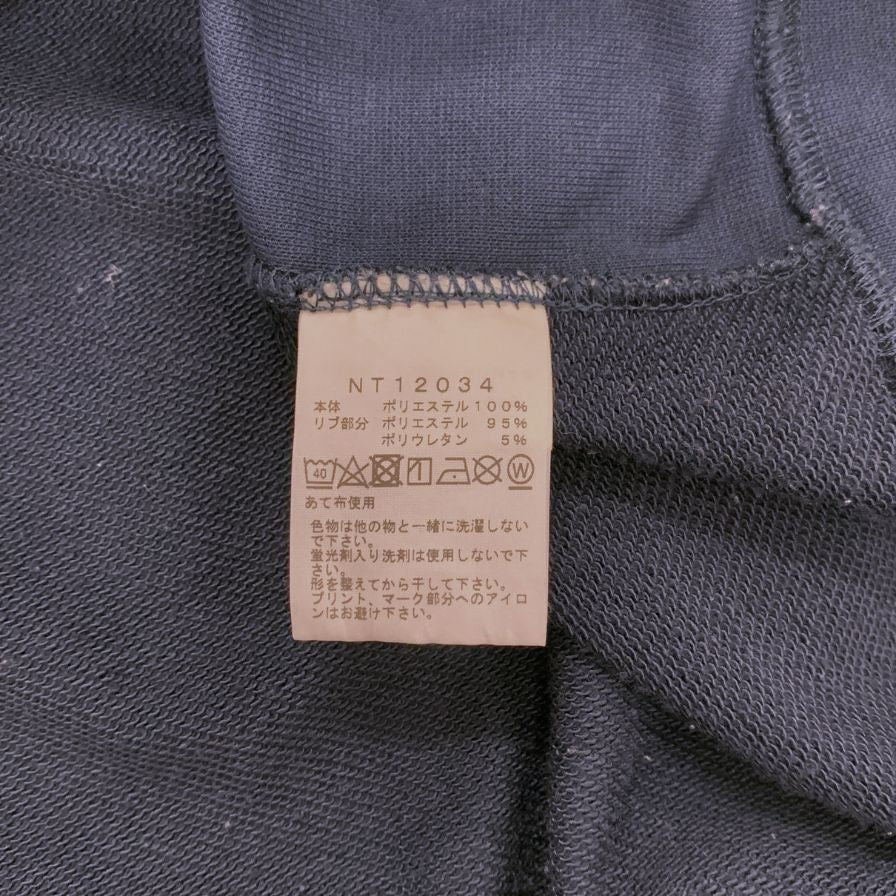 NT12034
本体 ポリエステル100%
リブ部分 ポリエステル 95%
ポリウレタン 5%
40 W
あて布使用
色物は他の物と一緒に洗濯しない
で下さい。
蛍光剤入り洗剤は使用しないで下
さい。
形を整えてから干して下さい。
プリント、マーク部分へのアイロ
ンはお避け下さい。